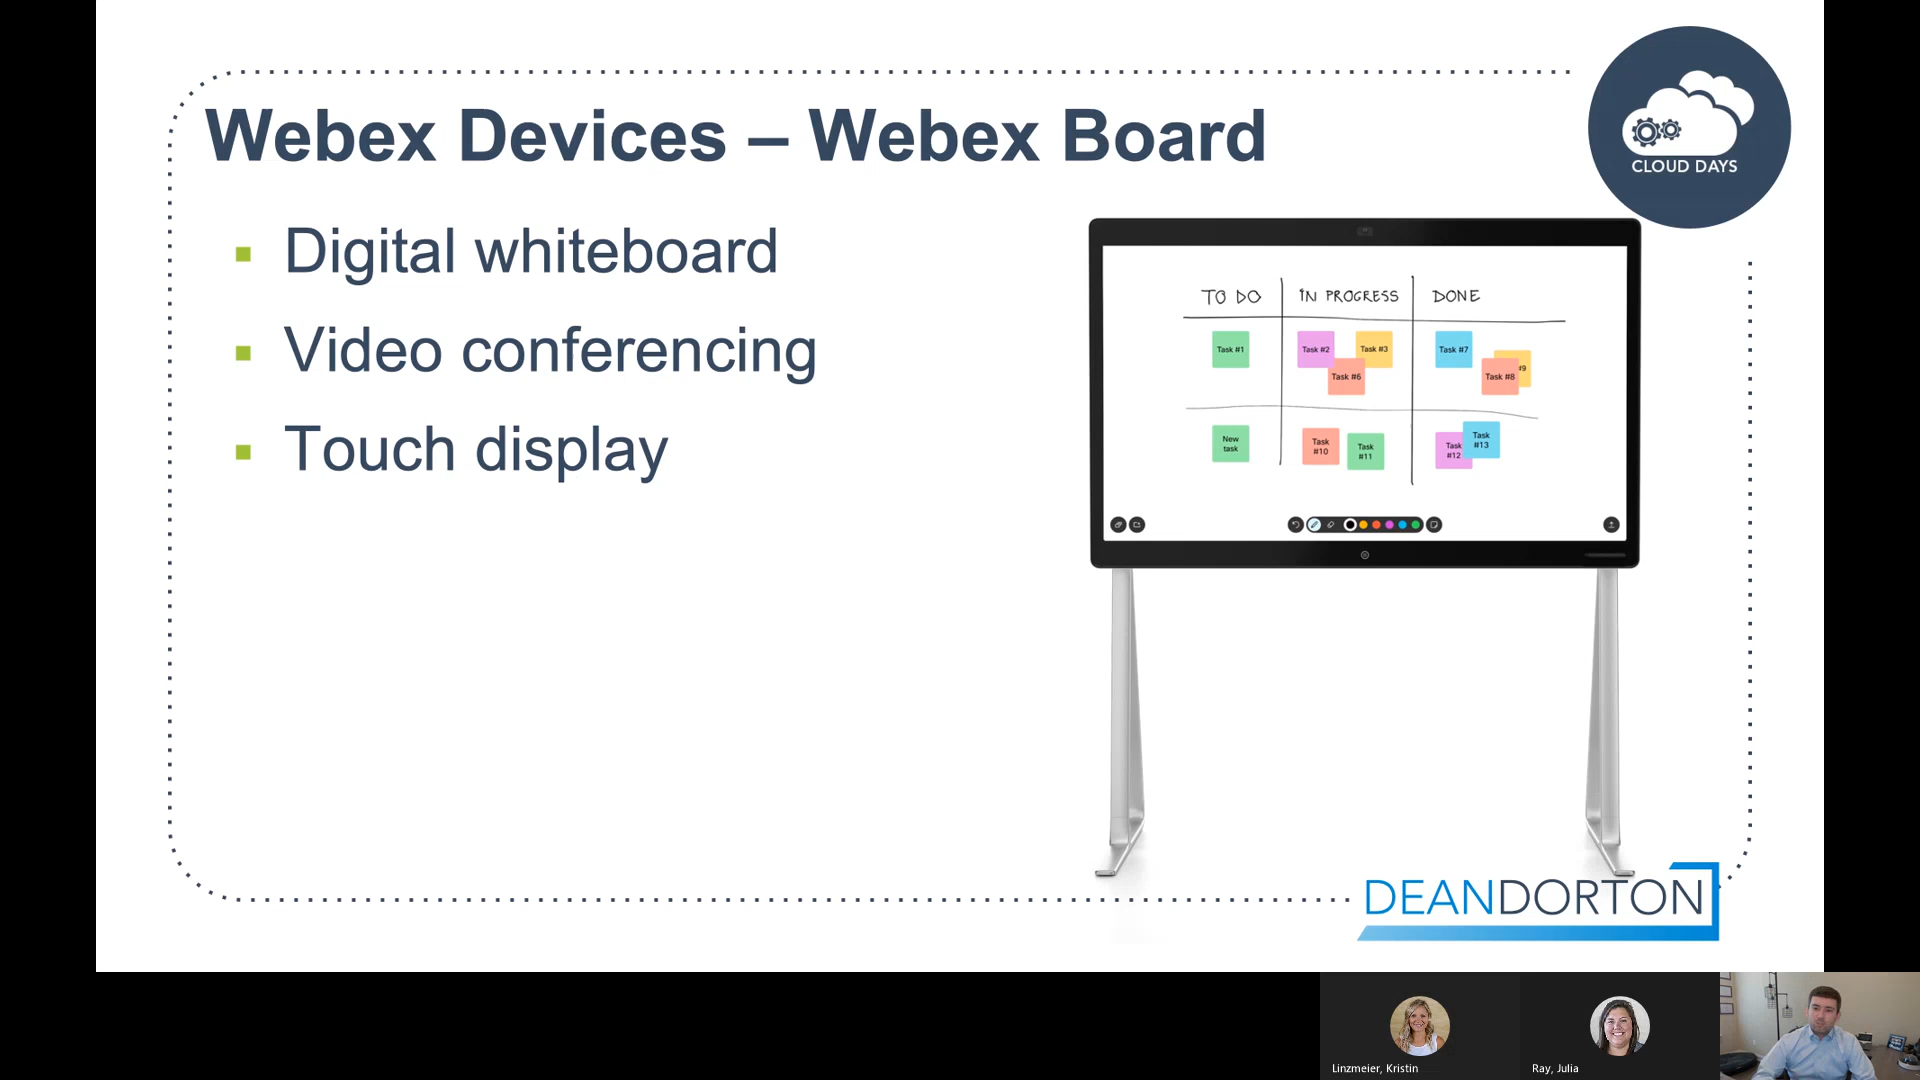 Webex Devices – Webex Board
CLOUD DAYS
Digital whiteboard
Video conferencing
Touch display
TO DO
IN PROGRESS
DONE
Task #1
Task #2
Task #3
Task #6
Task #7
Task #8
#9
New
task
Task
#10
Task
#11
Task
#12
Task
#13
DEANDORTON
Linzmeier, Kristin
Ray, Julia